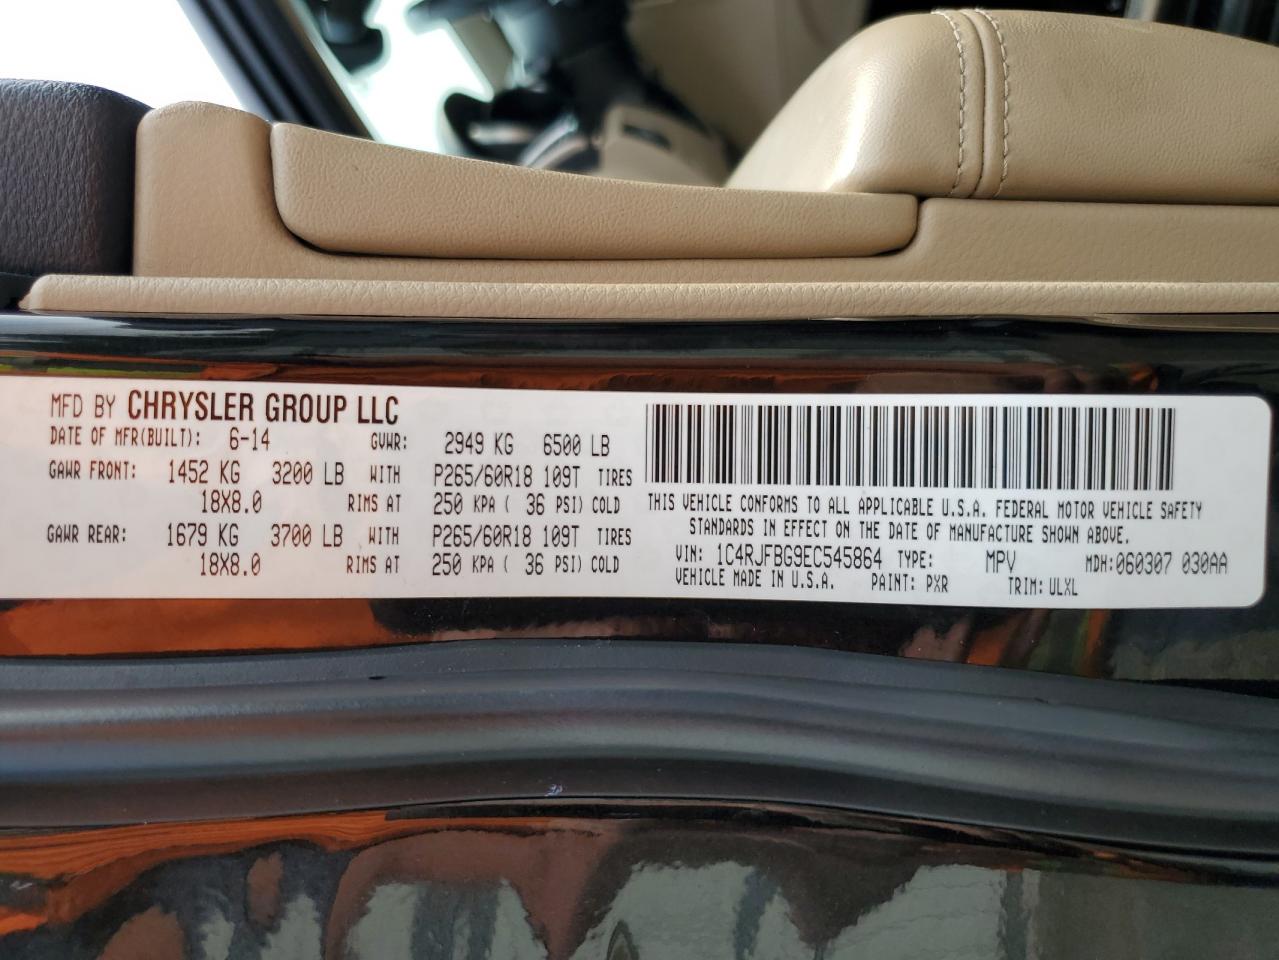 MFD BY CHRYSLER GROUP LLC
DATE OF MFR(BUILT): 6-14 GVWR: 2949 KG 6500 LB
GAWR FRONT: 1452 KG 3200 LB WITH P265/60R18 109T TIRES
18X8.0 RIMS AT 250 KPA ( 36 PSI) COLD
GAWR REAR: 1679 KG 3700 LB WITH P265/60R18 109T TIRES
18X8.0 RIMS AT 250 KPA ( 36 PSI) COLD
THIS VEHICLE CONFORMS TO ALL APPLICABLE U.S.A. FEDERAL MOTOR VEHICLE SAFETY
STANDARDS IN EFFECT ON THE DATE OF MANUFACTURE SHOWN ABOVE.
VIN: 1C4RJFBG9EC545864 TYPE: MPV MDH:060307 030AA
VEHICLE MADE IN U.S.A. PAINT: PXR TRIM: ULXL